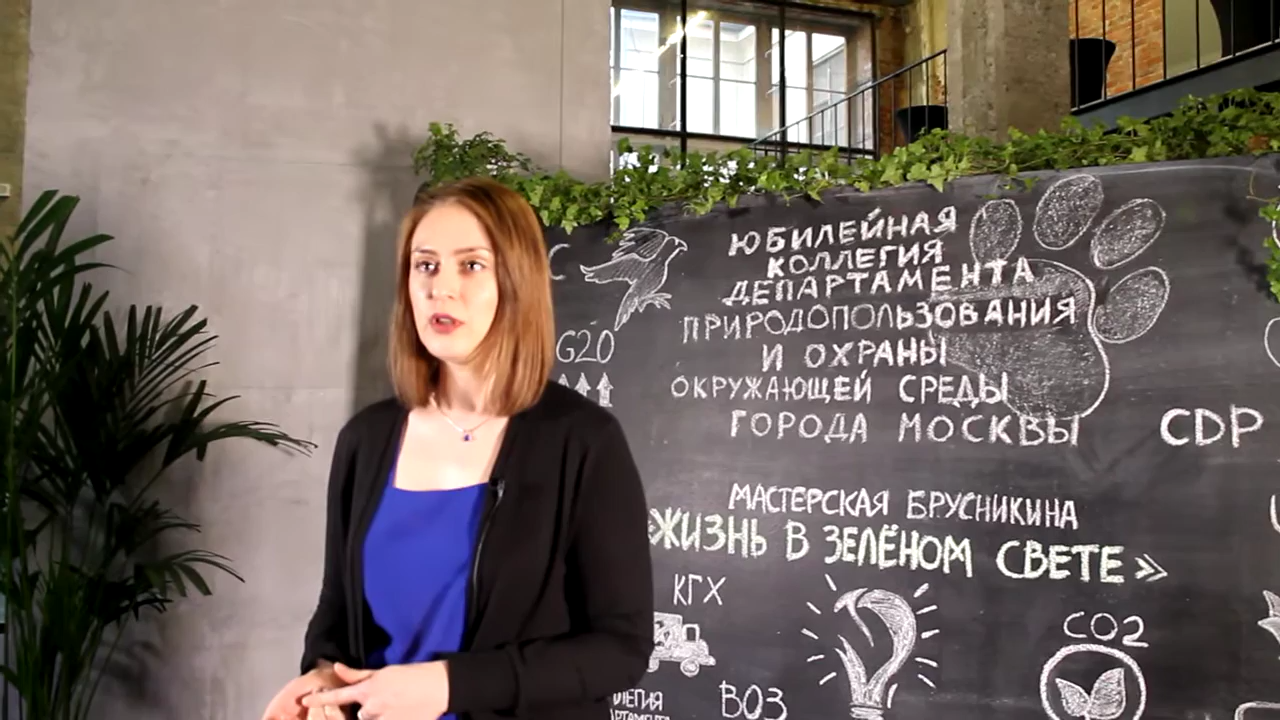 ЮБИЛЕЙНАЯ
КОЛЛЕГИЯ
ДЕПАРТАМЕНТА
ПРИРОДОПОЛЬЗОВАНИЯ
И ОХРАНЫ
ОКРУЖАЮЩЕЙ СРЕДЫ
ГОРОДА МОСКВЫ
G20
CDP
МАСТЕРСКАЯ БРУСНИКИНА
ЖИЗНЬ В ЗЕЛЁНОМ СВЕТЕ»
КГХ
CO2
ВОЗ